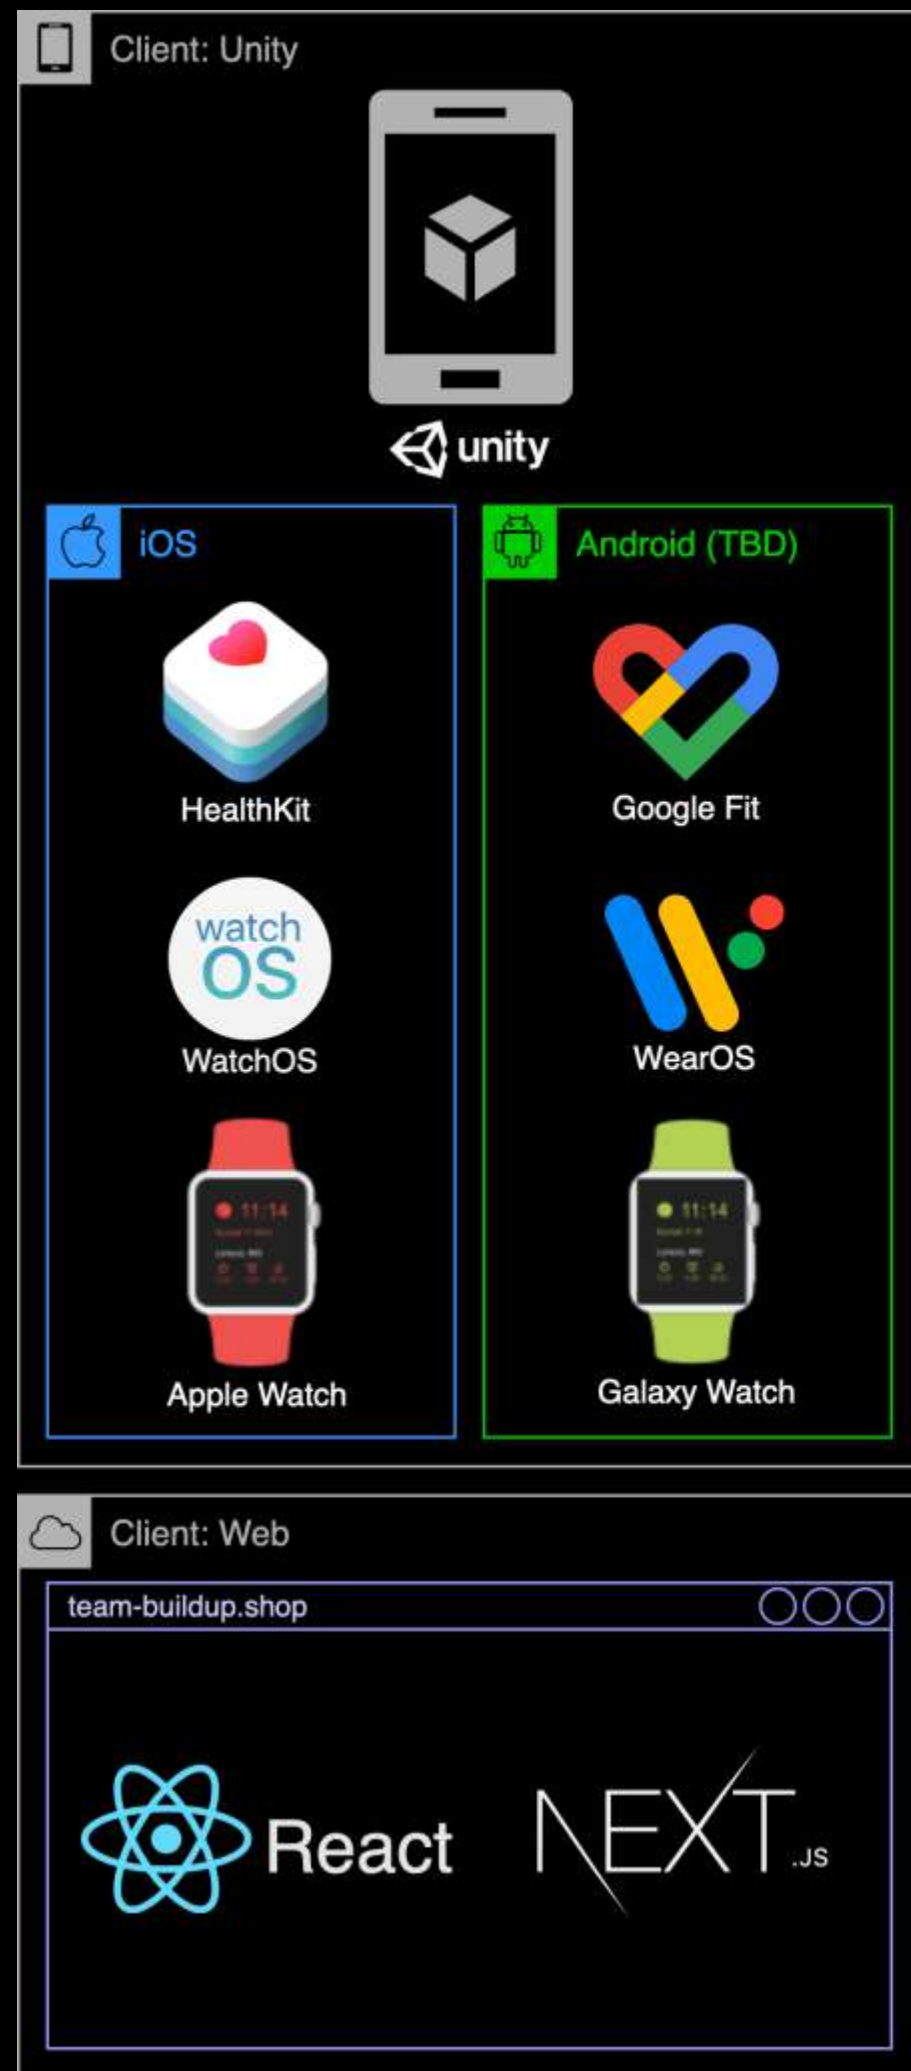 Client: Unity
unity
iOS
Android (TBD)
HealthKit
Google Fit
watch
OS
WatchOS
WearOS
11:14
11:14
Apple Watch
Galaxy Watch
Client: Web
team-buildup.shop
React
NEXT.JS